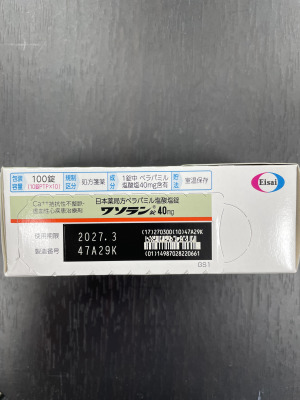 包装容量 100錠 (10錠PTP×10) 規制区分 処方箋薬 成分 1錠中 ベラパミル塩酸塩40mg含有 貯法 室温保存
Eisai
Ca⁺⁺拮抗性不整脈・虚血性心疾患治療剤
日本薬局方ベラパミル塩酸塩錠
ワソラン錠40mg
使用期限 2027.3
製造番号 47A29K
(17)270300(10)47A29K
(01)14987028220661
GS1